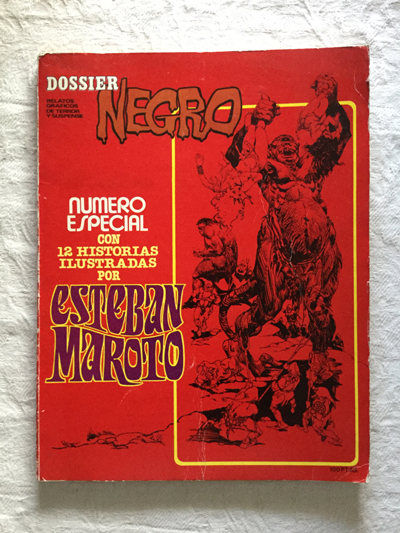 DOSSIER
NEGRO
RELATOS
GRAFICOS
DE TERROR
Y SUSPENSE
NUMERO
ESPECIAL
CON
12 HISTORIAS
ILUSTRADAS
POR
ESTEBAN
MAROTO